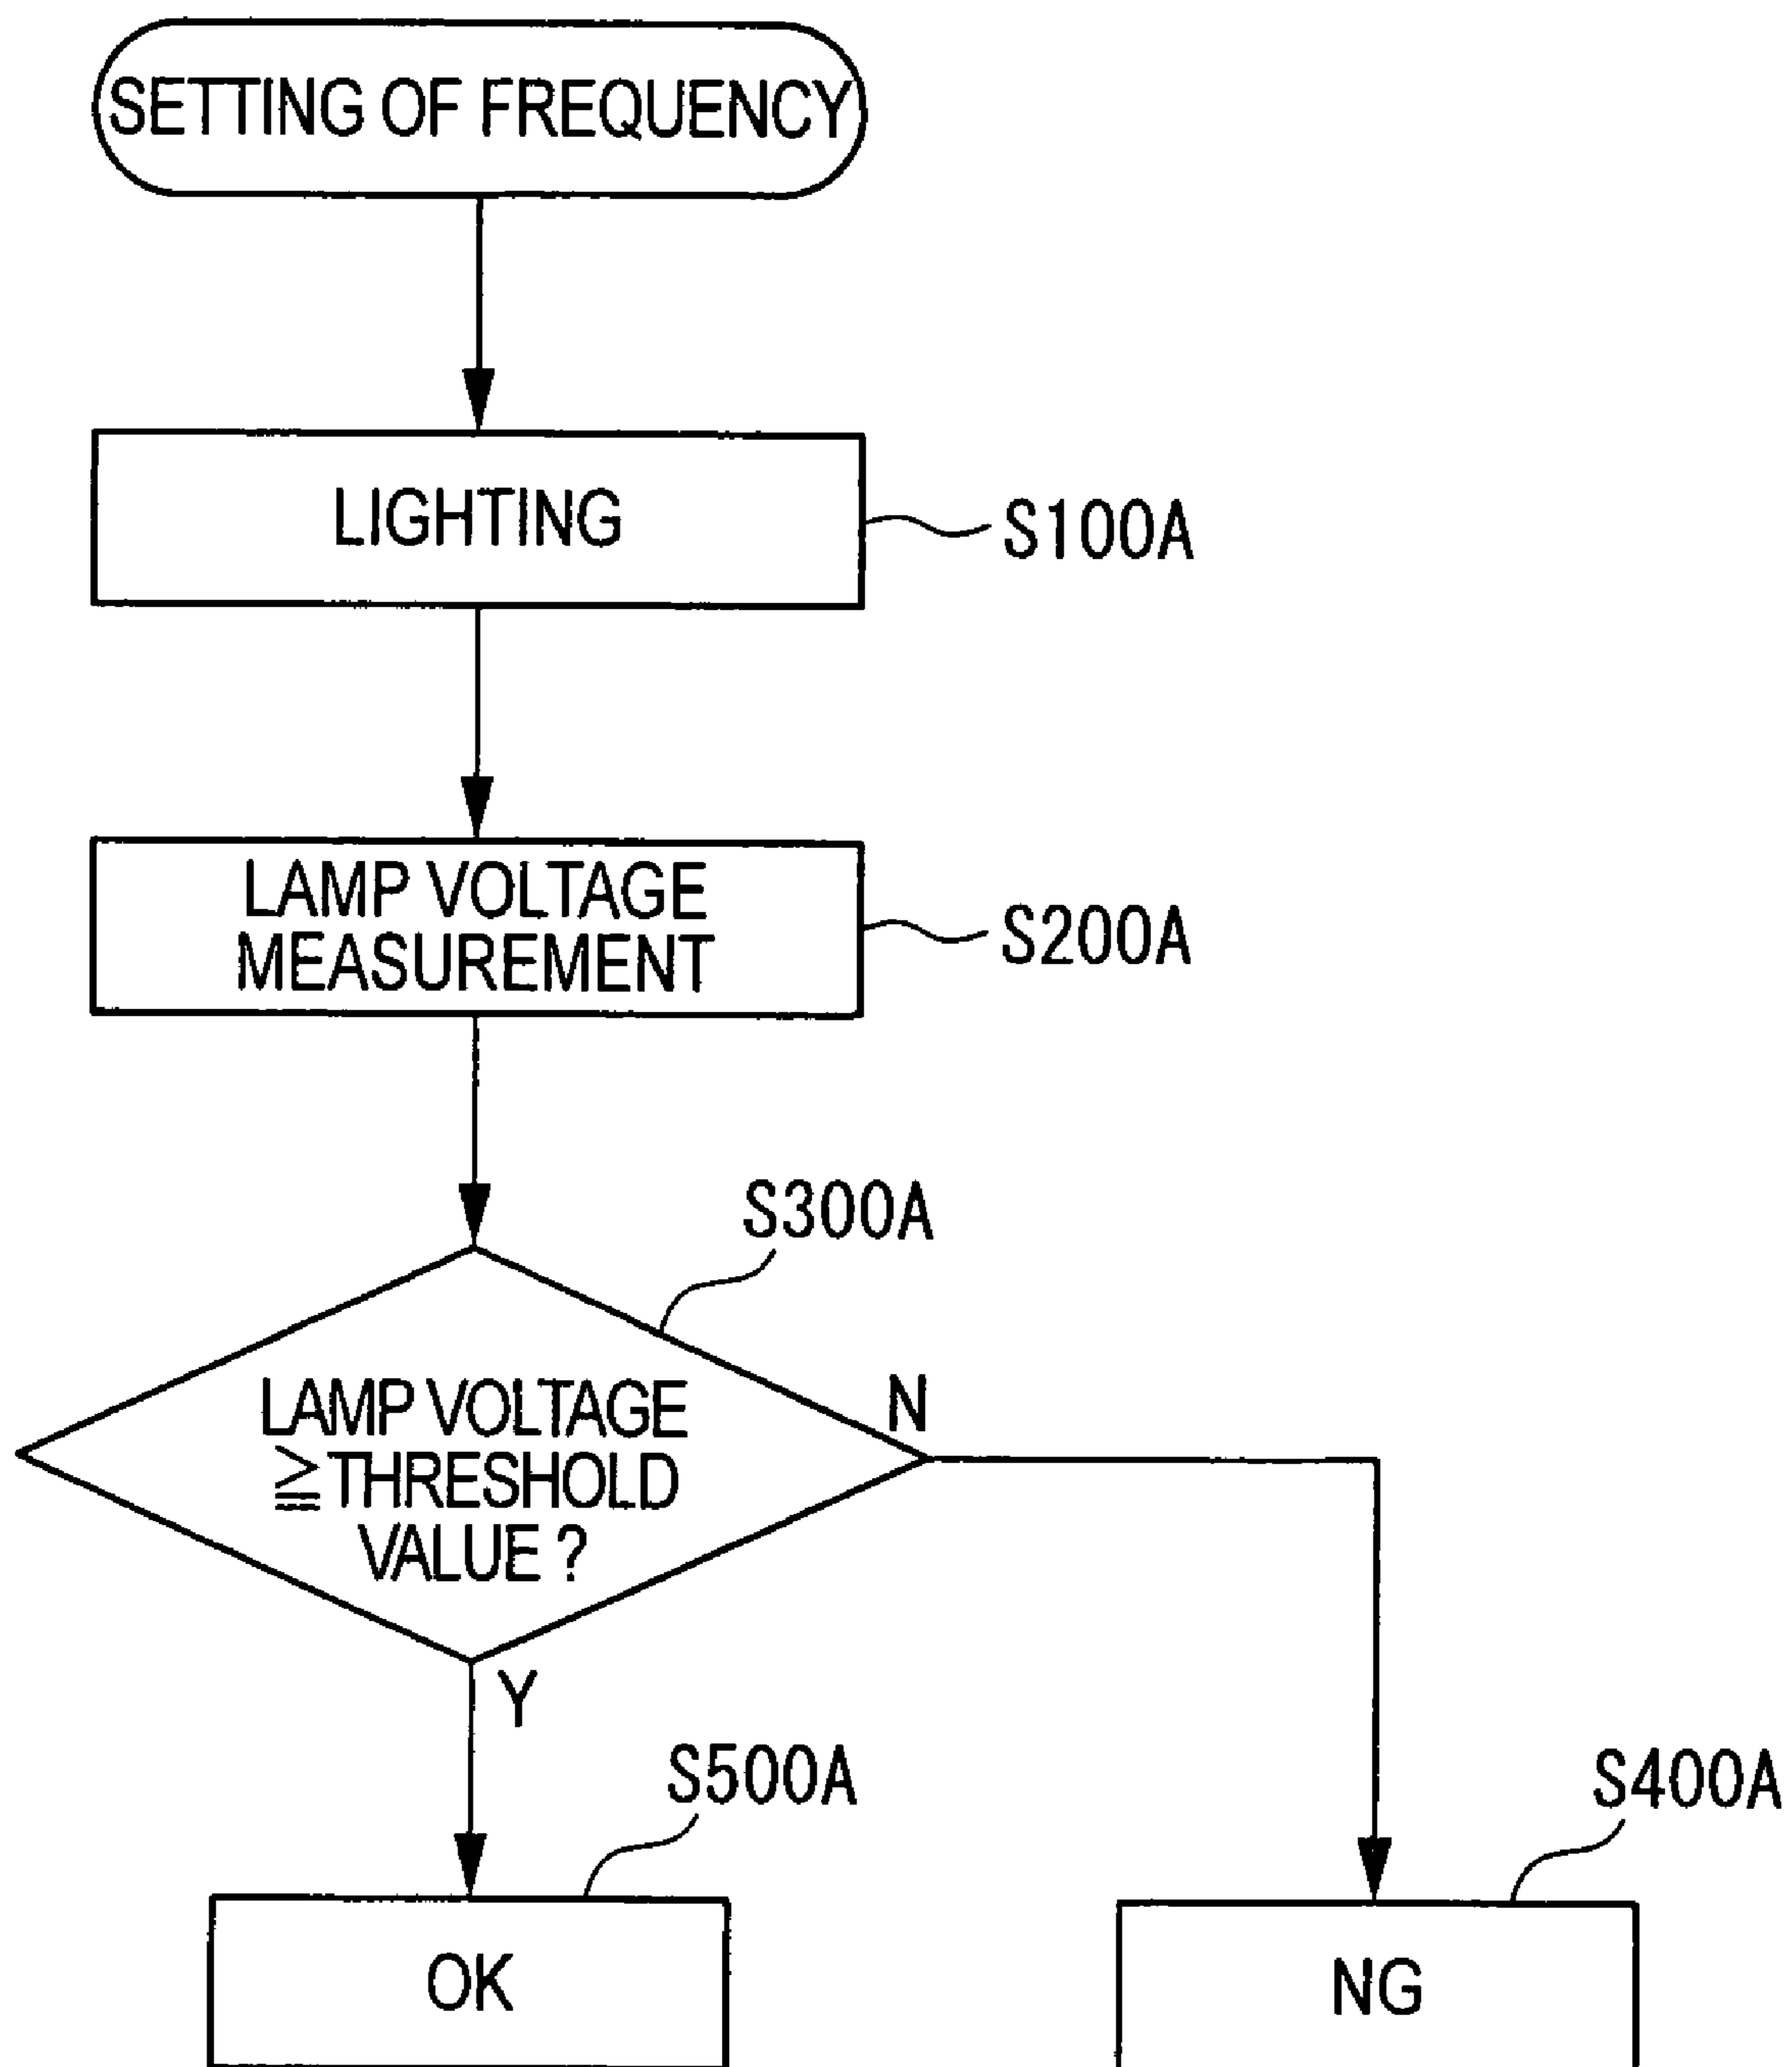 SETTING OF FREQUENCY
LIGHTING
S100A
LAMP VOLTAGE
MEASUREMENT
S200A
S300A
LAMP VOLTAGE
≧THRESHOLD
VALUE ?
N
Y
S500A
S400A
OK
NG